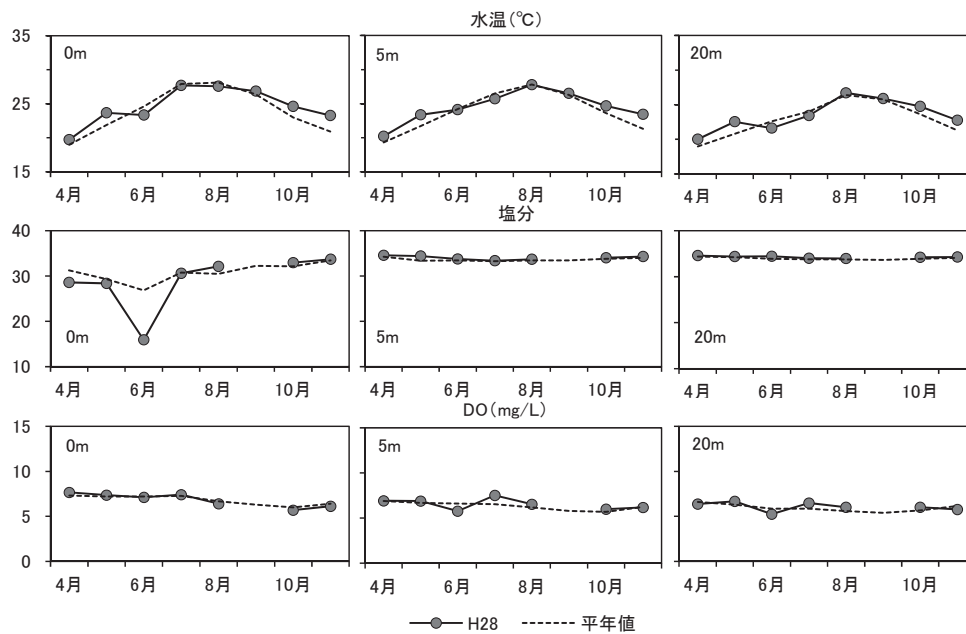 水温(℃)
35
25
15
0m
5m
20m
4月 6月 8月 10月
4月 6月 8月 10月
4月 6月 8月 10月
塩分
40
30
20
10
0m
5m
20m
4月 6月 8月 10月
4月 6月 8月 10月
4月 6月 8月 10月
DO(mg/L)
15
10
5
0
0m
5m
20m
4月 6月 8月 10月
4月 6月 8月 10月
4月 6月 8月 10月
H28 平年値